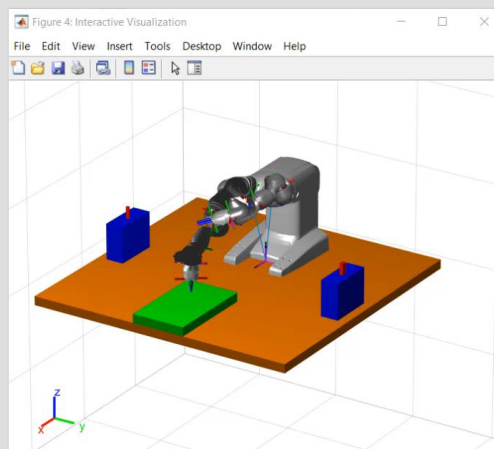 Figure 4: Interactive Visualization
File Edit View Insert Tools Desktop Window Help
z
x y